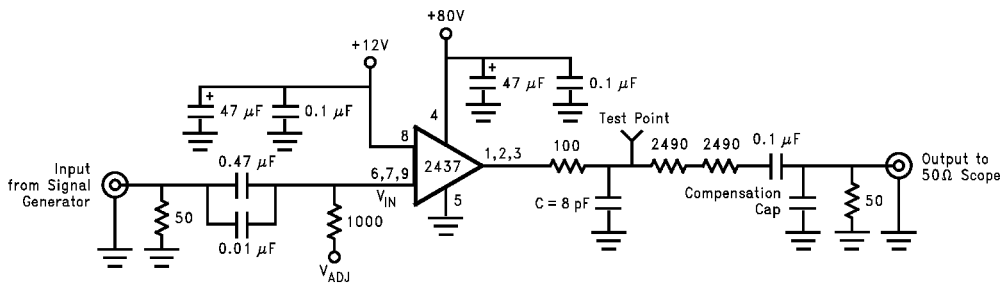 +80V
+12V
47 μF
0.1 μF
+
47 μF
0.1 μF
+
4
8
2437
1,2,3
6,7,9
VIN
5
Input
from Signal
Generator
0.47 μF
50
0.01 μF
1000
VADJ
100
C = 8 pF
Test Point
2490
2490
0.1 μF
Compensation
Cap
50
Output to
50Ω Scope